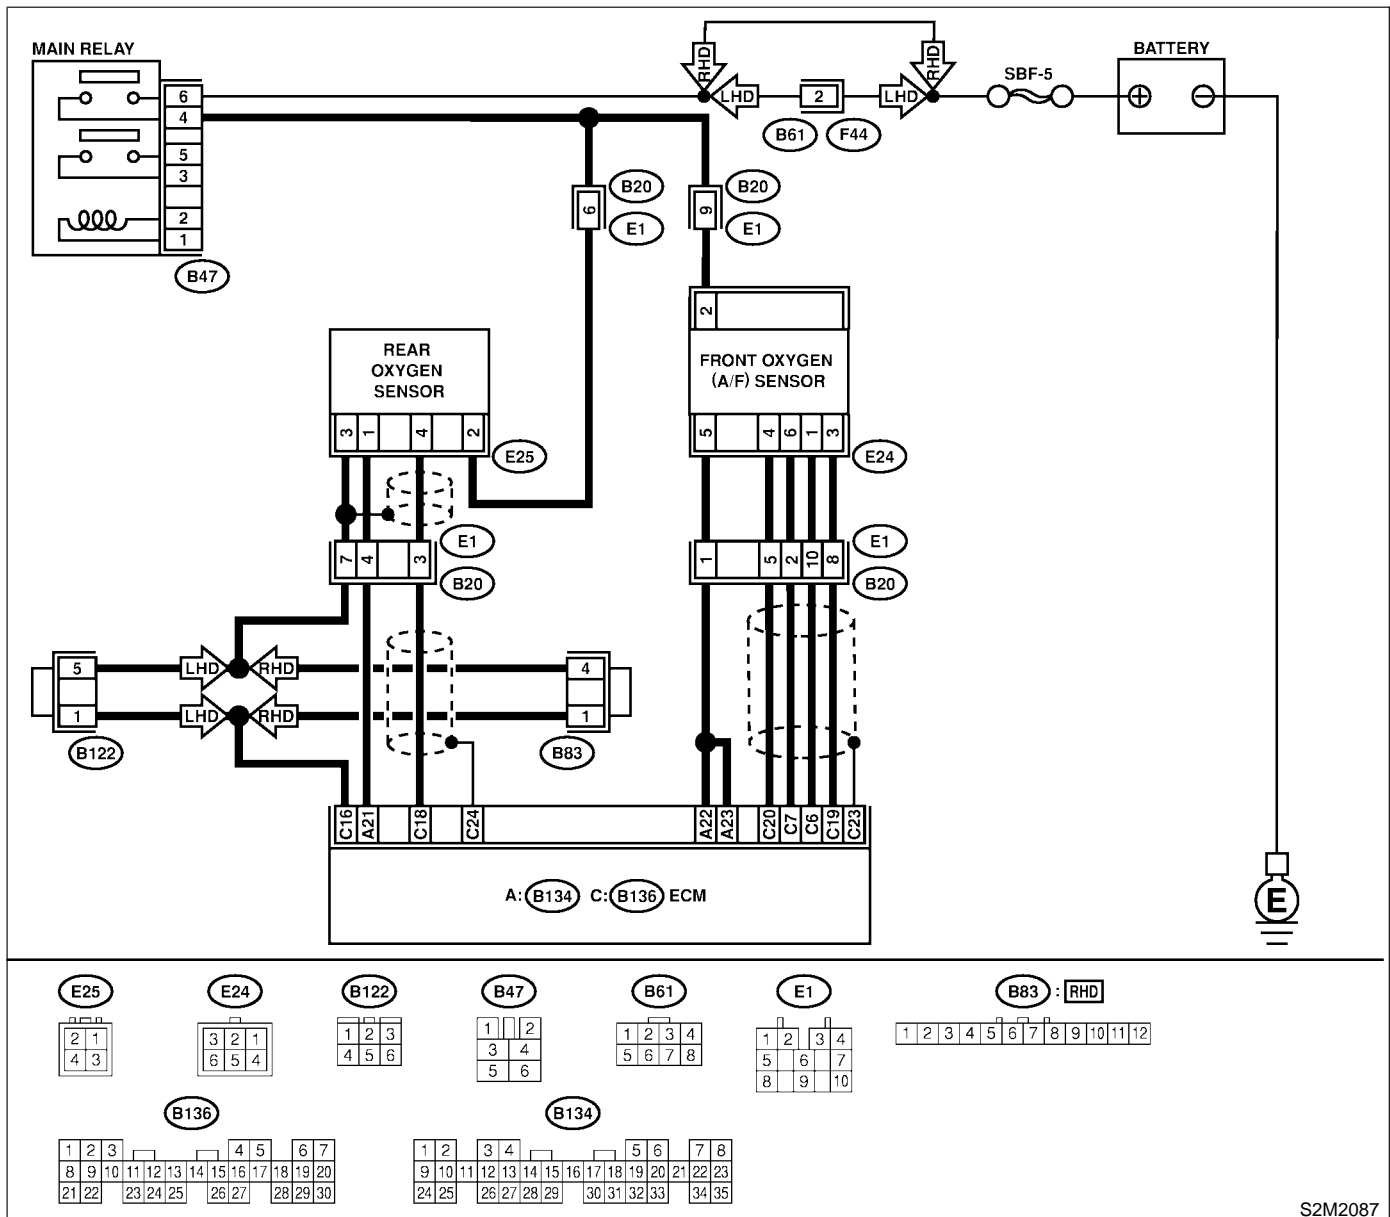 MAIN RELAY
6
4
5
3
2
1
B47
RHD
RHD
LHD
2
LHD
B61
F44
SBF-5
BATTERY
B20
6
E1
B20
9
E1
2
REAR
OXYGEN
SENSOR
3 1 4 2
E25
FRONT OXYGEN
(A/F) SENSOR
5 4 6 1 3
E24
E1
7 4 3
B20
E1
1 5 2 10 8
B20
5 LHD RHD 4
1 LHD RHD 1
B122
B83
C16 A21 C18 C24 A22 A23 C20 C7 C6 C19 C23
A: B134 C: B136 ECM
E
E25
2 1
4 3
E24
3 2 1
6 5 4
B122
1 2 3
4 5 6
B47
1 2
3 4
5 6
B61
1 2 3 4
5 6 7 8
E1
1 2 3 4
5 6 7
8 9 10
B83 : RHD
1 2 3 4 5 6 7 8 9 10 11 12
B136
1 2 3 4 5 6 7
8 9 10 11 12 13 14 15 16 17 18 19 20
21 22 23 24 25 26 27 28 29 30
B134
1 2 3 4 5 6 7 8
9 10 11 12 13 14 15 16 17 18 19 20 21 22 23
24 25 26 27 28 29 30 31 32 33 34 35
S2M2087